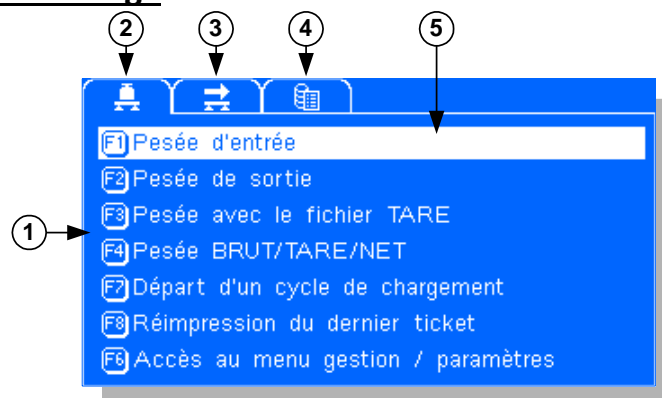 2 3 4 5
F1 Pesée d'entrée
F2 Pesée de sortie
F3 Pesée avec le fichier TARE
1
F4 Pesée BRUT/TARE/NET
F7 Départ d'un cycle de chargement
F8 Réimpression du dernier ticket
F6 Accès au menu gestion / paramètres